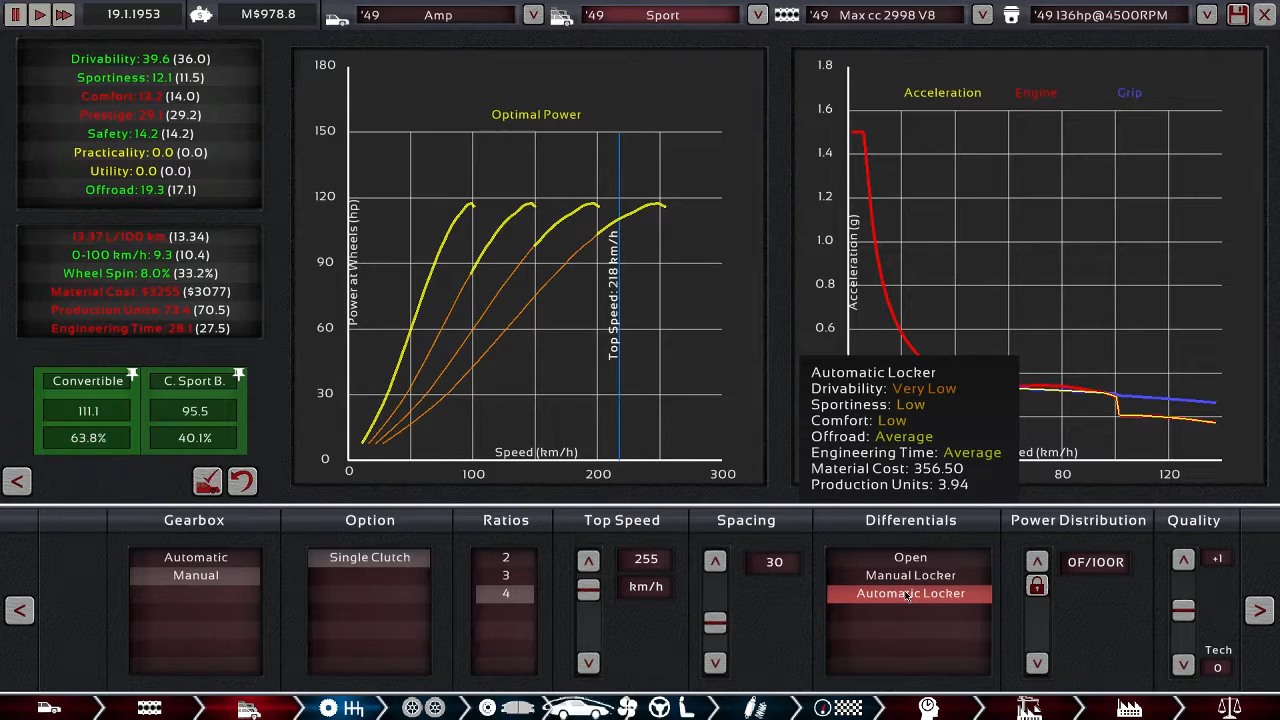 19.1.1953
M$978.8
'49 Amp
'49 Sport
'49 Max cc 2998 V8
'49 136hp@4500RPM
Drivability: 39.6 (36.0)
Sportiness: 12.1 (11.5)
Comfort: 13.2 (14.0)
Prestige: 29.1 (29.2)
Safety: 14.2 (14.2)
Practicality: 0.0 (0.0)
Utility: 0.0 (0.0)
Offroad: 19.3 (17.1)
13.37 L/100 km (13.34)
0-100 km/h: 9.3 (10.4)
Wheel Spin: 8.0% (33.2%)
Material Cost: $3255 ($3077)
Production Units: 73.4 (70.5)
Engineering Time: 28.1 (27.5)
Convertible
111.1
63.8%
C. Sport B.
95.5
40.1%
180
150
120
90
60
30
0
Optimal Power
Power at Wheels (hp)
Top Speed: 218 km/h
Speed (km/h)
0
100
200
300
1.8
1.6
1.4
1.2
1.0
0.8
0.6
Acceleration
Engine
Grip
Acceleration (g)
ed (km/h)
80
120
Automatic Locker
Drivability: Very Low
Sportiness: Low
Comfort: Low
Offroad: Average
Engineering Time: Average
Material Cost: 356.50
Production Units: 3.94
Gearbox
Automatic
Manual
Option
Single Clutch
Ratios
2
3
4
Top Speed
255
km/h
Spacing
30
Differentials
Open
Manual Locker
Automatic Locker
Power Distribution
0F/100R
Quality
+1
Tech
0